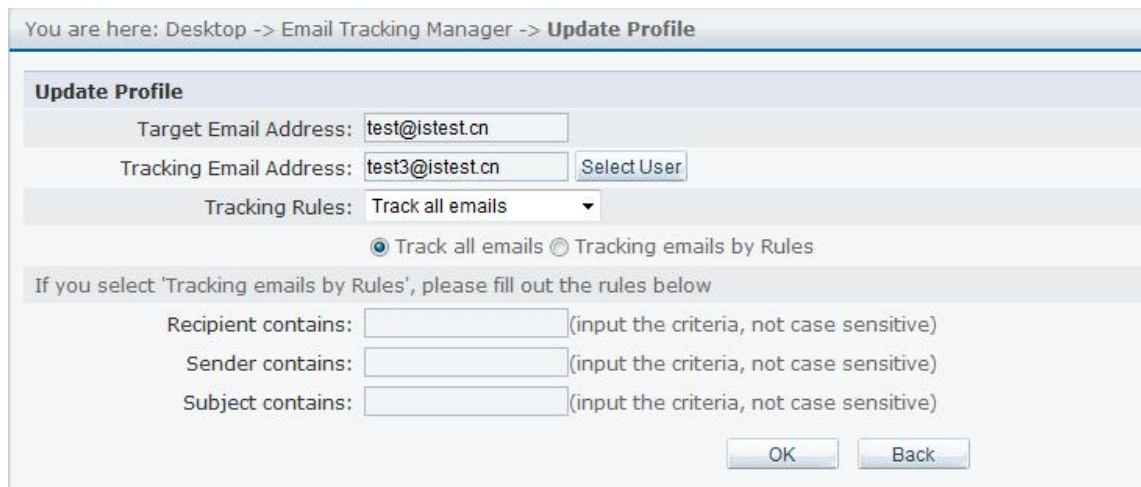 You are here: Desktop -> Email Tracking Manager -> Update Profile
Update Profile
Target Email Address: test@istest.cn
Tracking Email Address: test3@istest.cn Select User
Tracking Rules: Track all emails
Track all emails Tracking emails by Rules
If you select 'Tracking emails by Rules', please fill out the rules below
Recipient contains: (input the criteria, not case sensitive)
Sender contains: (input the criteria, not case sensitive)
Subject contains: (input the criteria, not case sensitive)
OK Back